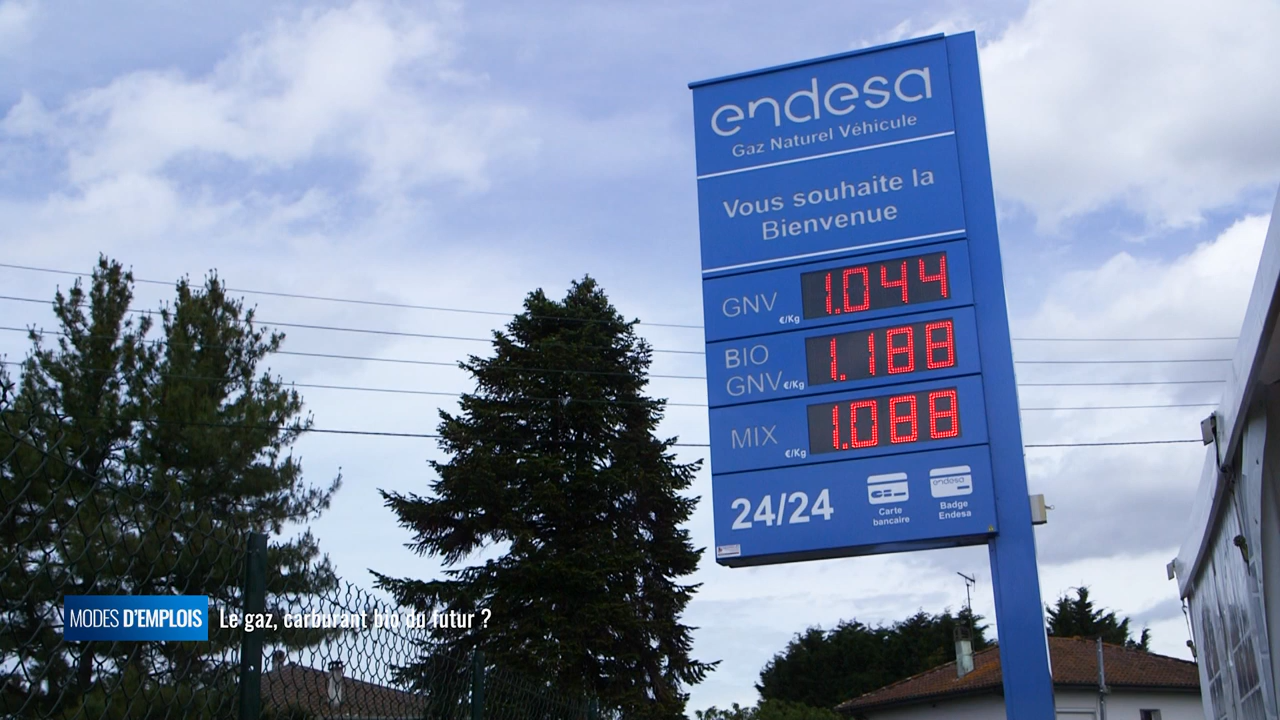 endesa
Gaz Naturel Véhicule
Vous souhaite la
Bienvenue
GNV €/Kg 1.044
BIO
GNV €/Kg 1.188
MIX €/Kg 1.088
24/24
Carte
bancaire
endesa
Badge
Endesa
MODES D'EMPLOIS Le gaz, carburant bio du futur ?